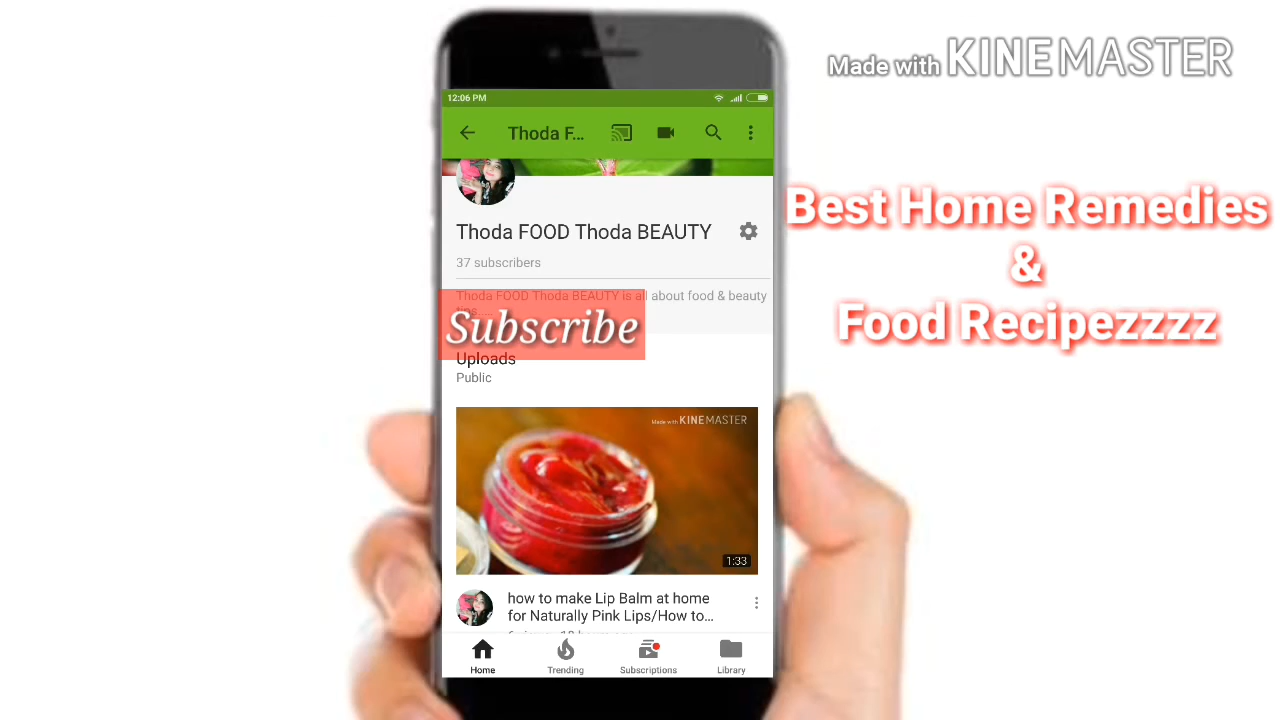 Made with KINEMASTER
12:06 PM
Thoda F...
Thoda FOOD Thoda BEAUTY
37 subscribers
Thoda FOOD Thoda BEAUTY is all about food & beauty
tips....
Subscribe
Uploads
Public
Made with KINEMASTER
1:33
how to make Lip Balm at home
for Naturally Pink Lips/How to...
Home
Trending
Subscriptions
Library
Best Home Remedies
&
Food Recipezzzz